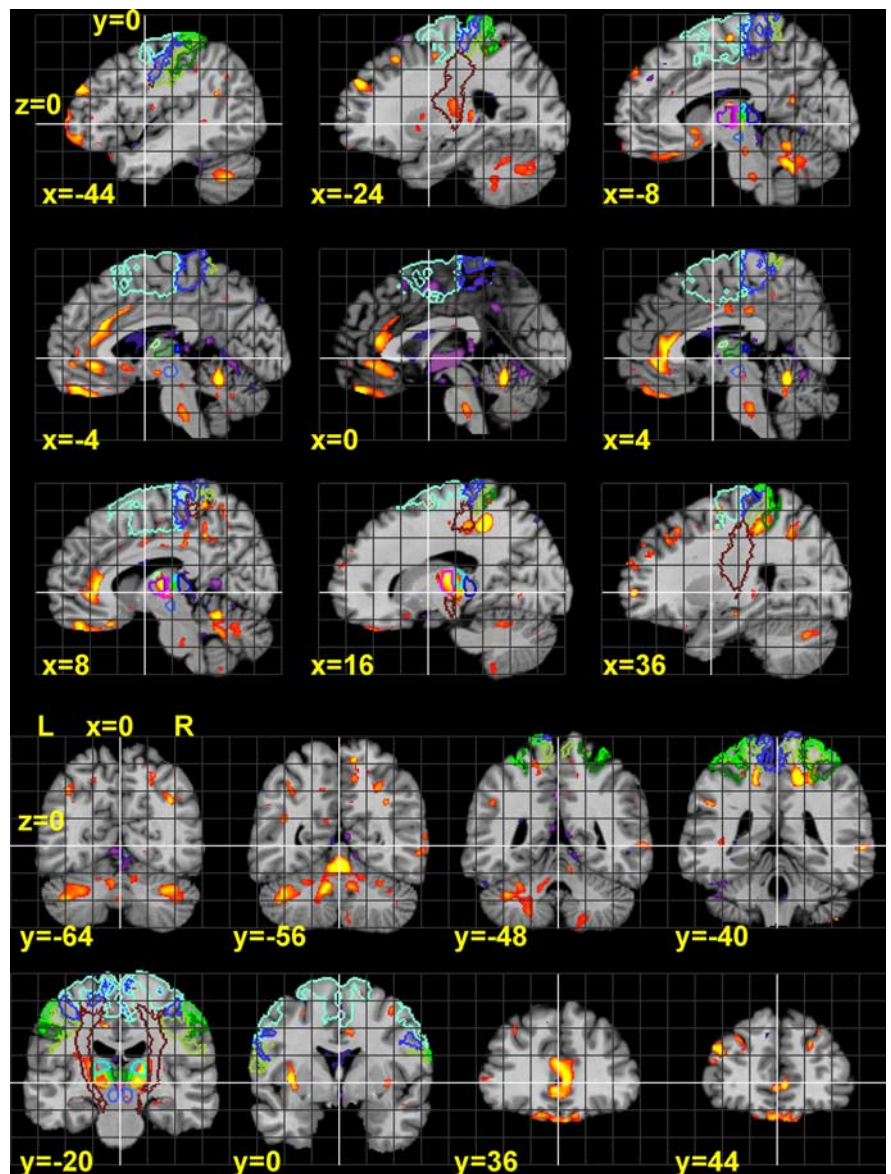 y=0
z=0
x=-44 x=-24 x=-8
x=-4 x=0 x=4
x=8 x=16 x=36
L x=0 R
z=0
y=-64 y=-56 y=-48 y=-40
y=-20 y=0 y=36 y=44